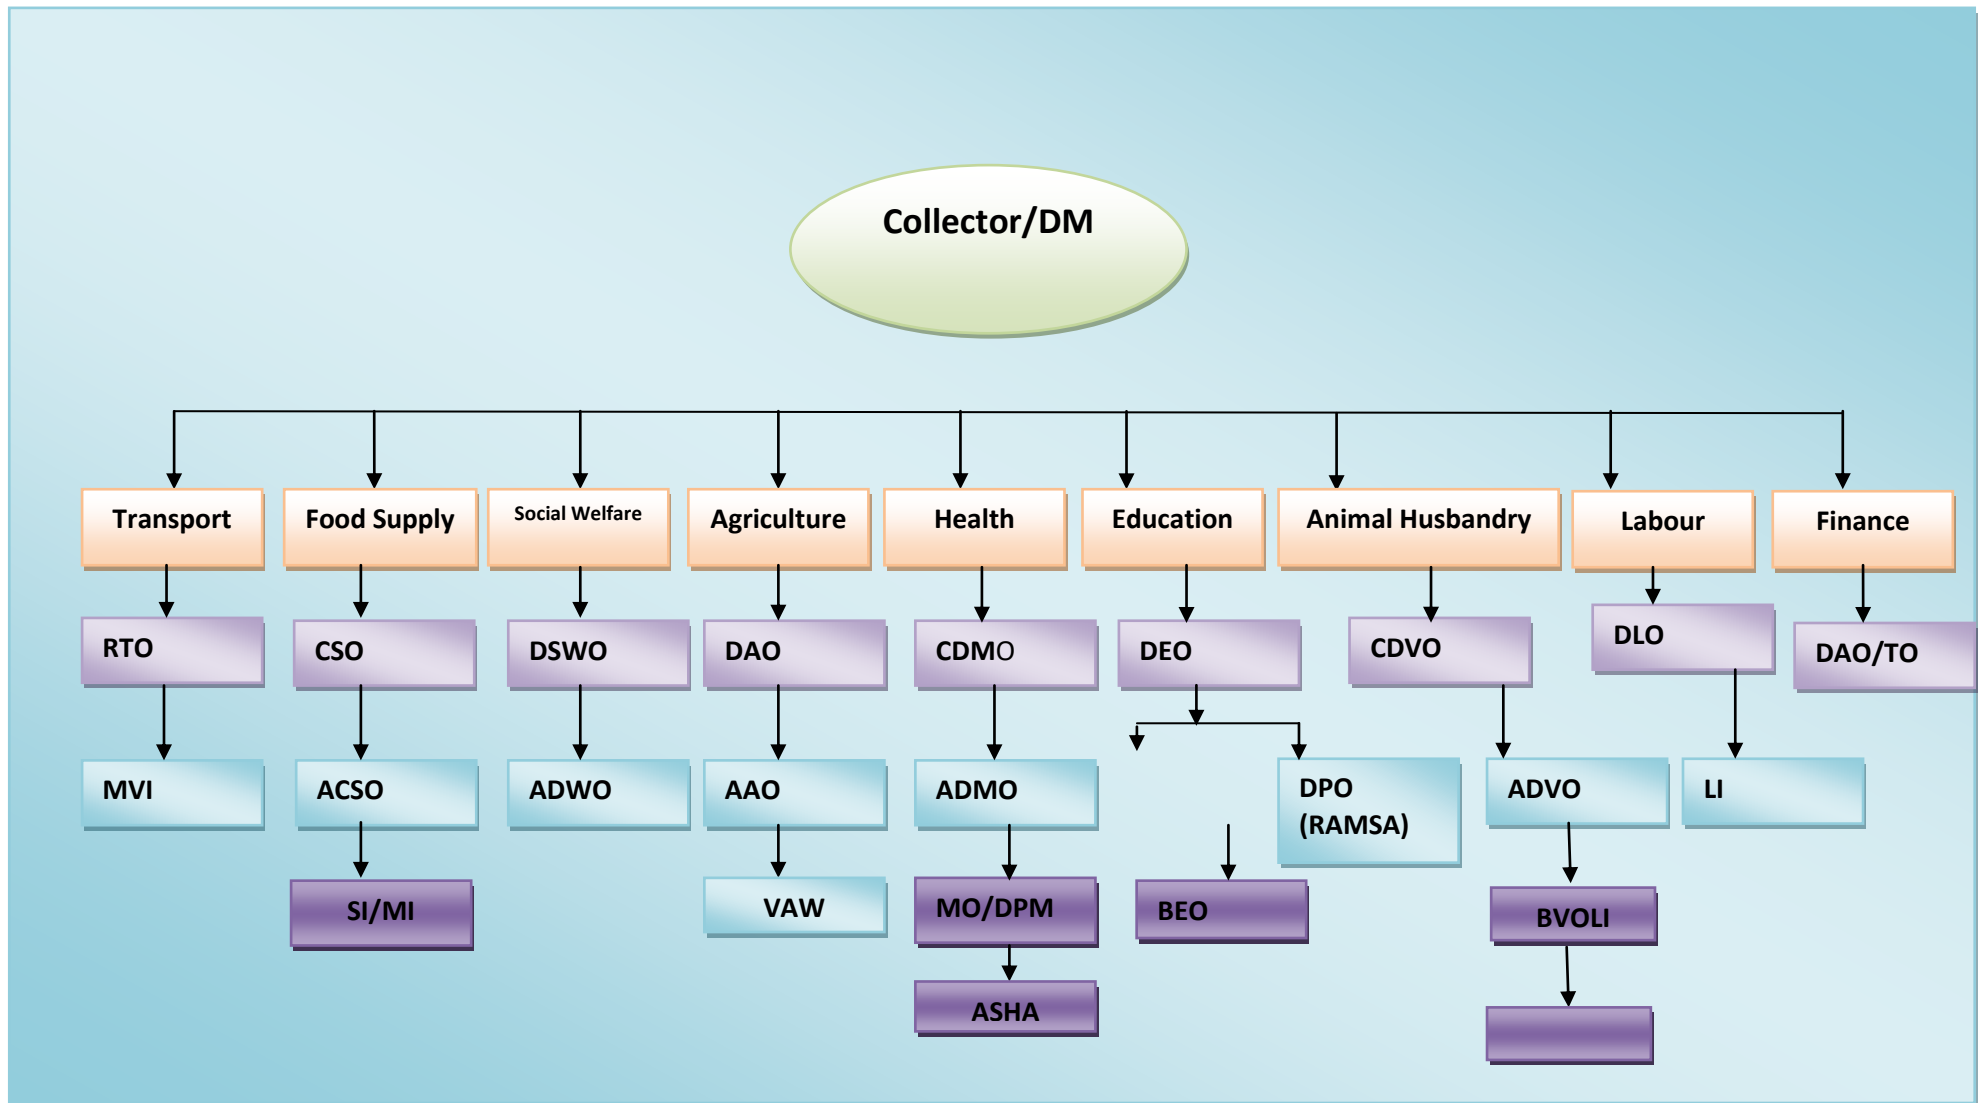 Collector/DM
Transport
Food Supply
Social Welfare
Agriculture
Health
Education
Animal Husbandry
Labour
Finance
RTO
CSO
DSWO
DAO
CDMO
DEO
CDVO
DLO
DAO/TO
MVI
ACSO
ADWO
AAO
ADMO
DPO
(RAMSA)
ADVO
LI
SI/MI
VAW
MO/DPM
BEO
BVOLI
ASHA